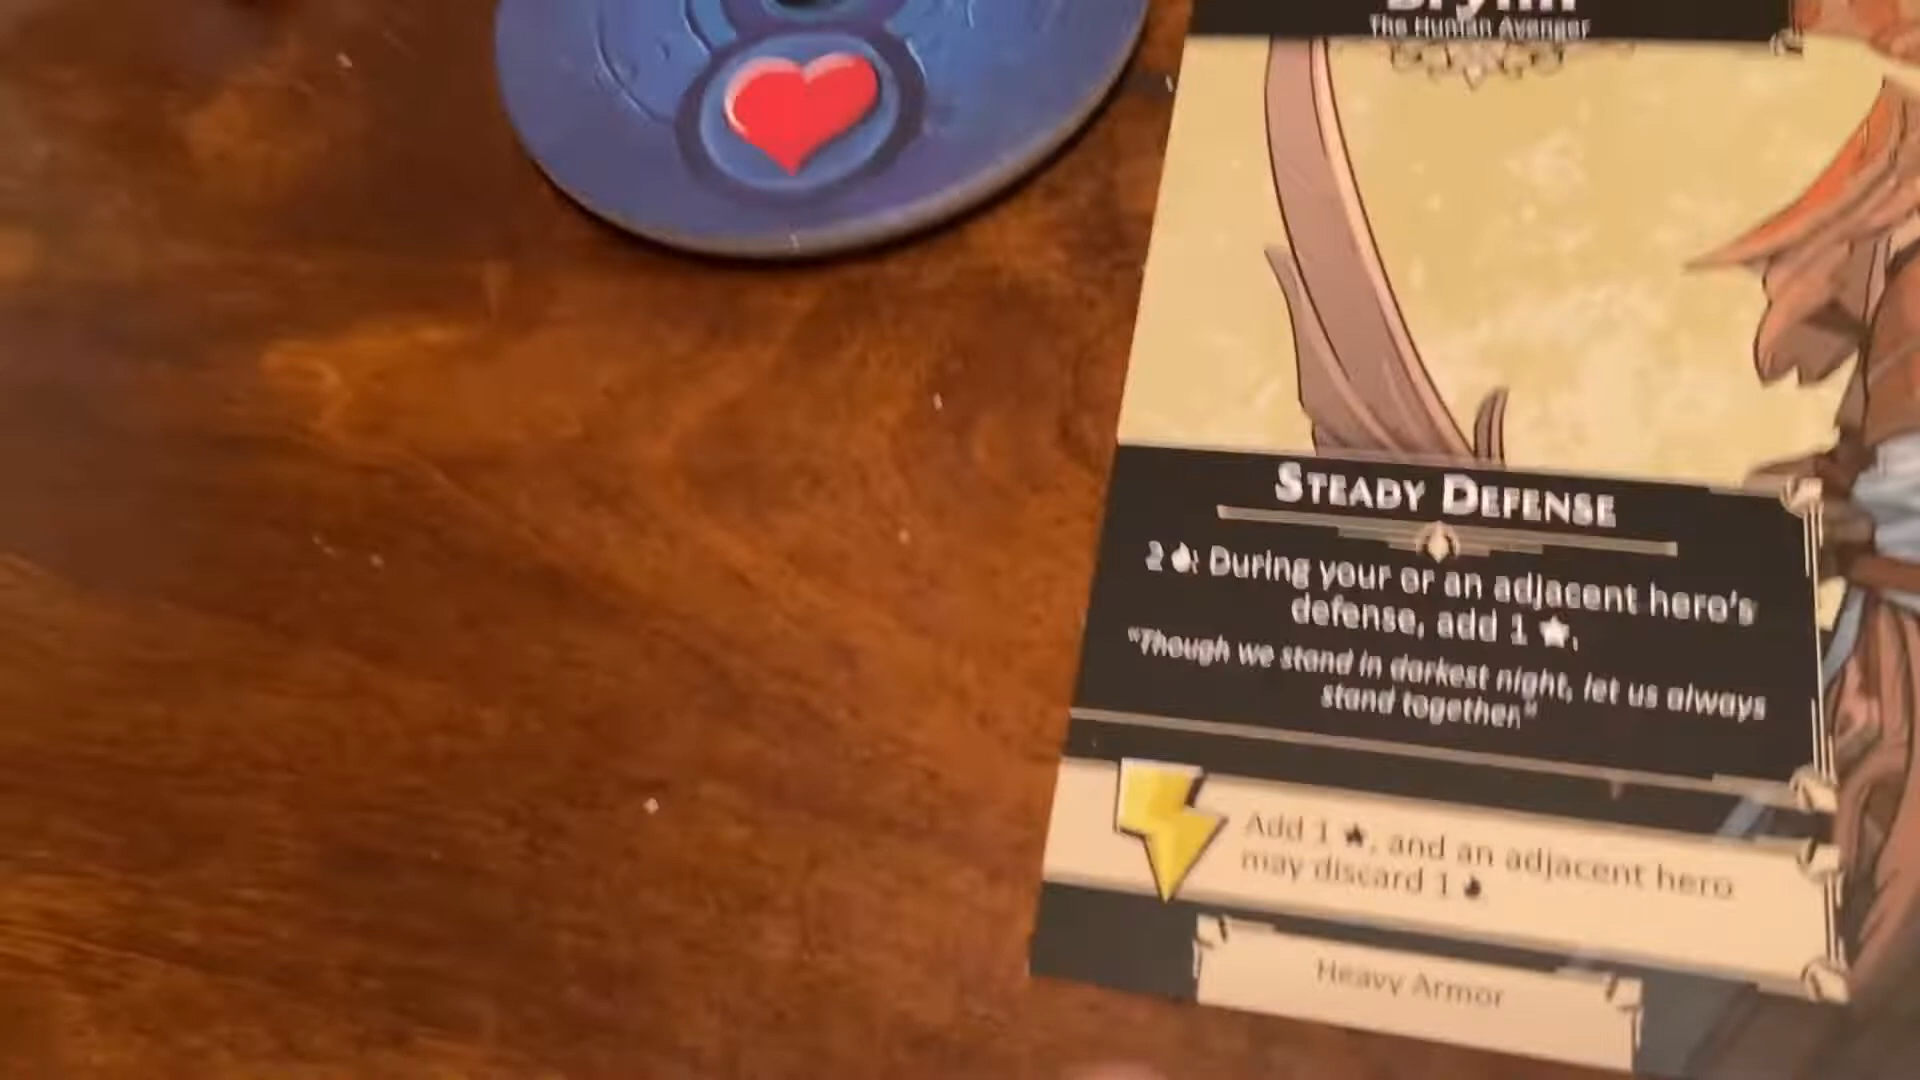 Brynn
The Human Avenger
STEADY DEFENSE
2 : During your or an adjacent hero's
defense, add 1 ★.
"Though we stand in darkest night, let us always
stand together."
Add 1 ★, and an adjacent hero
may discard 1
Heavy Armor